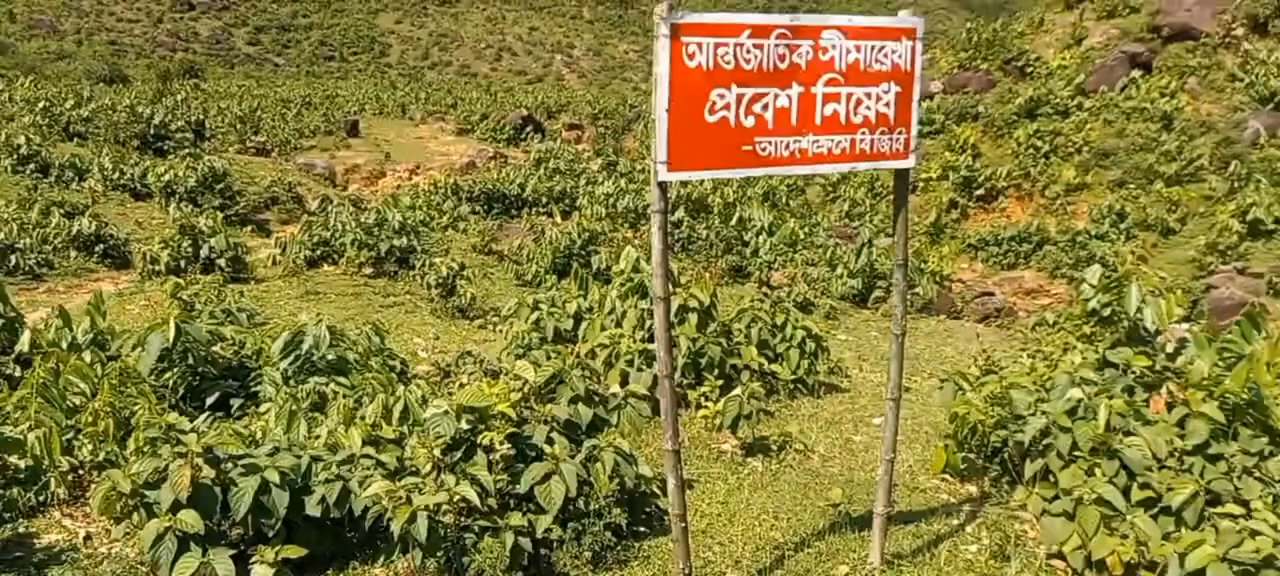 আন্তর্জাতিক সীমারেখা
প্রবেশ নিষেধ
-আদেশক্রমে বিজিবি